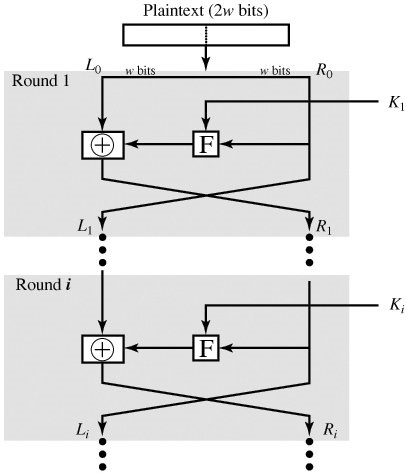 Plaintext (2w bits)
L₀ w bits w bits R₀
Round 1
K₁
+ F
L₁ R₁
Round i
Kᵢ
+ F
Lᵢ Rᵢ